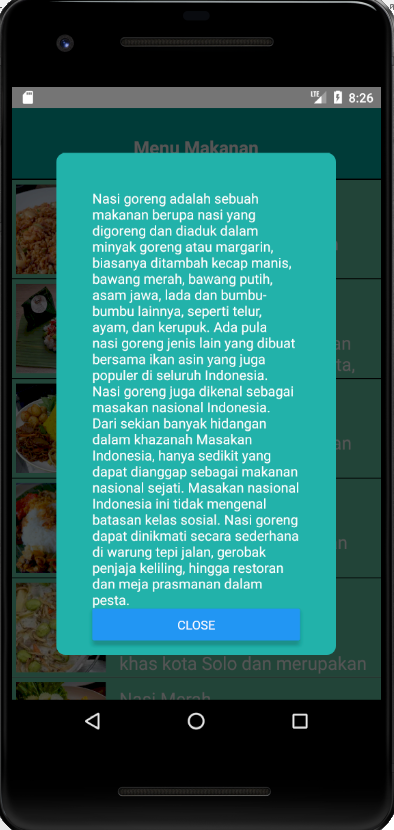 LTE 8:26
Menu Makanan
Nasi goreng adalah sebuah
makanan berupa nasi yang
digoreng dan diaduk dalam
minyak goreng atau margarin,
biasanya ditambah kecap manis,
bawang merah, bawang putih,
asam jawa, lada dan bumbu-
bumbu lainnya, seperti telur,
ayam, dan kerupuk. Ada pula
nasi goreng jenis lain yang dibuat
bersama ikan asin yang juga
populer di seluruh Indonesia.
Nasi goreng juga dikenal sebagai
masakan nasional Indonesia.
Dari sekian banyak hidangan
dalam khazanah Masakan
Indonesia, hanya sedikit yang
dapat dianggap sebagai makanan
nasional sejati. Masakan nasional
Indonesia ini tidak mengenal
batasan kelas sosial. Nasi goreng
dapat dinikmati secara sederhana
di warung tepi jalan, gerobak
penjaja keliling, hingga restoran
dan meja prasmanan dalam
pesta.
CLOSE
khas kota Solo dan merupakan
Nasi Merah